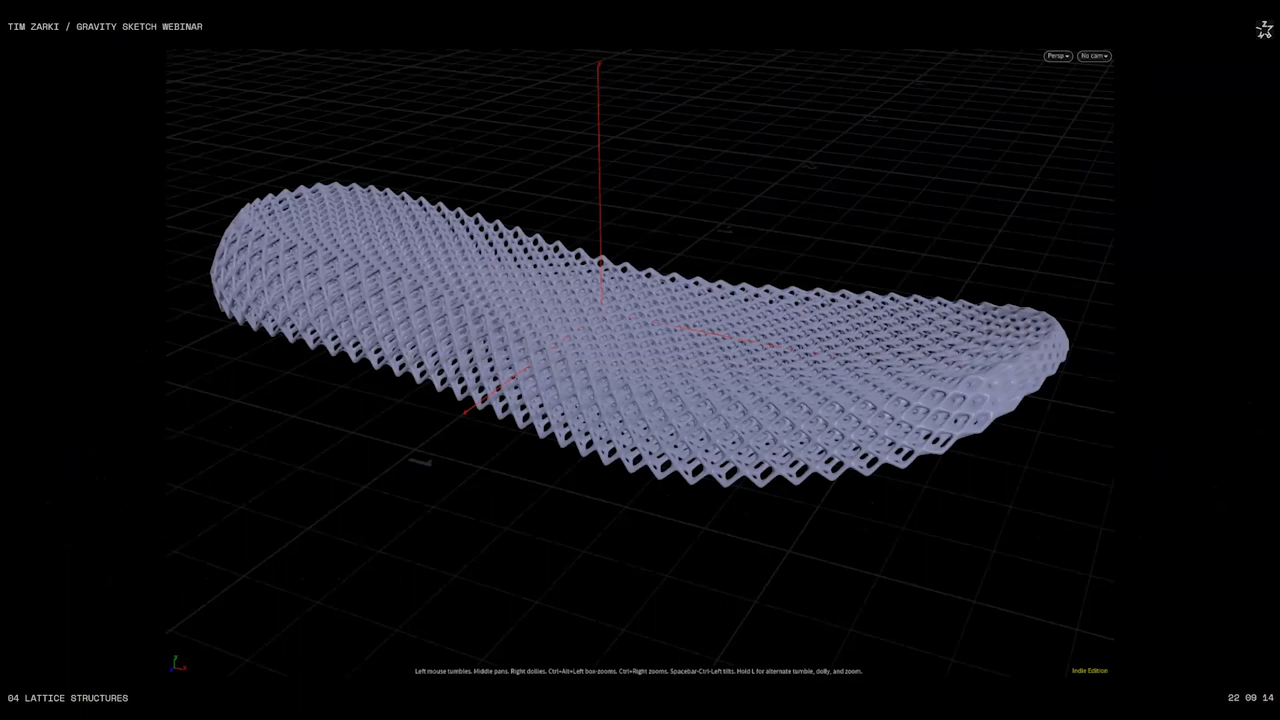 TIM ZARKI / GRAVITY SKETCH WEBINAR
Persp
No cam
Left mouse tumbles. Middle pans. Right dollies. Ctrl+Alt+Left box-zooms. Ctrl+Right zooms. Spacebar-Ctrl-Left tilts. Hold L for alternate tumble, dolly, and zoom.
Indie Edition
04 LATTICE STRUCTURES
22 09 14